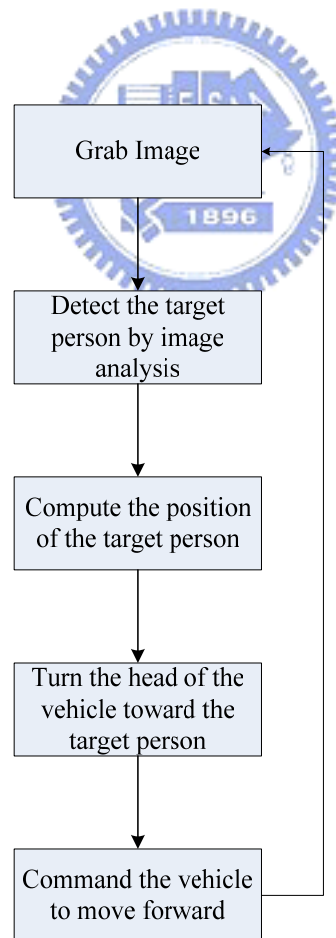 Grab Image
1896
Detect the target
person by image
analysis
Compute the position
of the target person
Turn the head of the
vehicle toward the
target person
Command the vehicle
to move forward